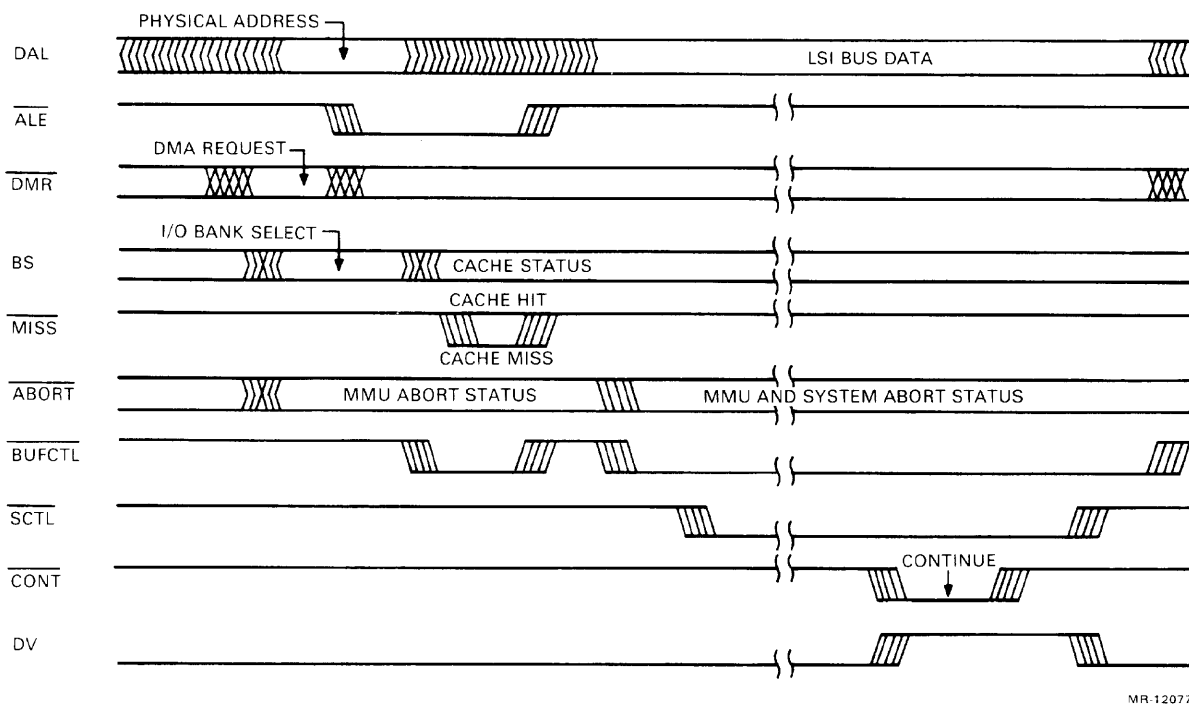 PHYSICAL ADDRESS
DAL
LSI BUS DATA
ALE
DMA REQUEST
DMR
I/O BANK SELECT
BS
CACHE STATUS
CACHE HIT
MISS
CACHE MISS
ABORT
MMU ABORT STATUS
MMU AND SYSTEM ABORT STATUS
BUFCTL
SCTL
CONT
CONTINUE
DV
MR-12077